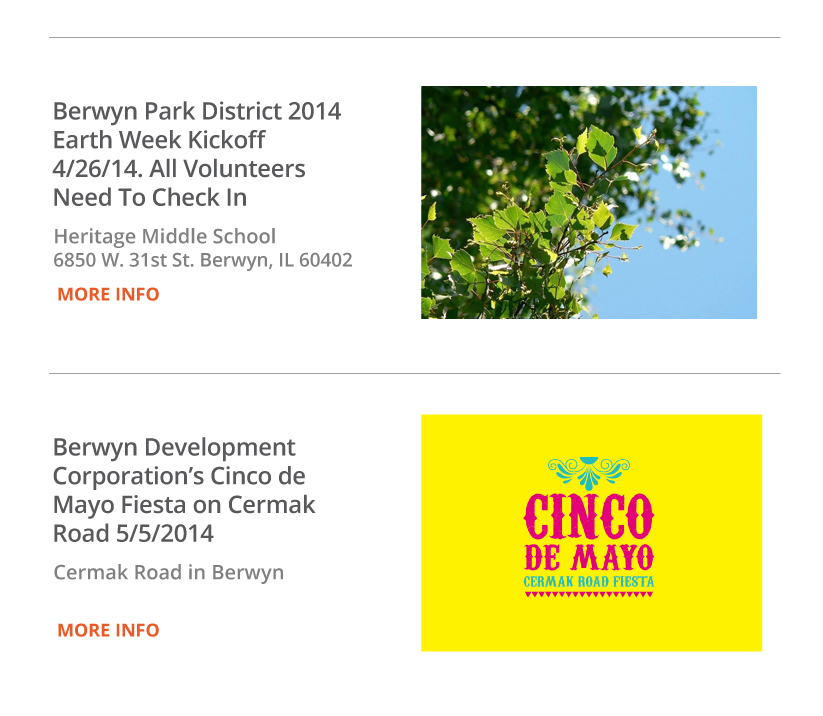 Berwyn Park District 2014
Earth Week Kickoff
4/26/14. All Volunteers
Need To Check In
Heritage Middle School
6850 W. 31st St. Berwyn, IL 60402
MORE INFO
Berwyn Development
Corporation’s Cinco de
Mayo Fiesta on Cermak
Road 5/5/2014
Cermak Road in Berwyn
MORE INFO
CINCO
DE MAYO
CERMAK ROAD FIESTA